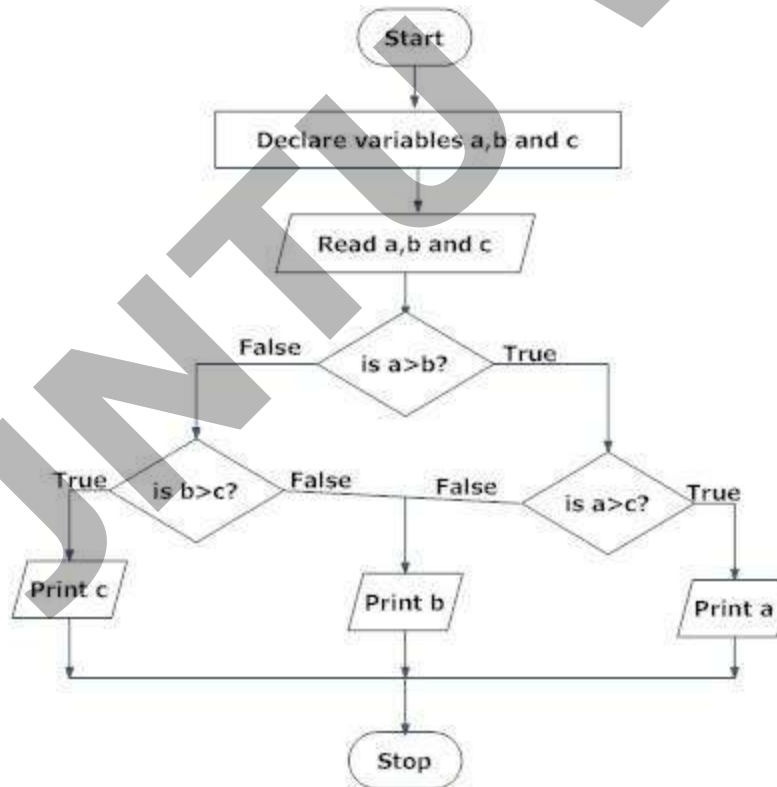 Start
Declare variables a,b and c
Read a,b and c
False
is a>b?
True
True
is b>c?
False
False
is a>c?
True
Print c
Print b
Print a
Stop
JNTU